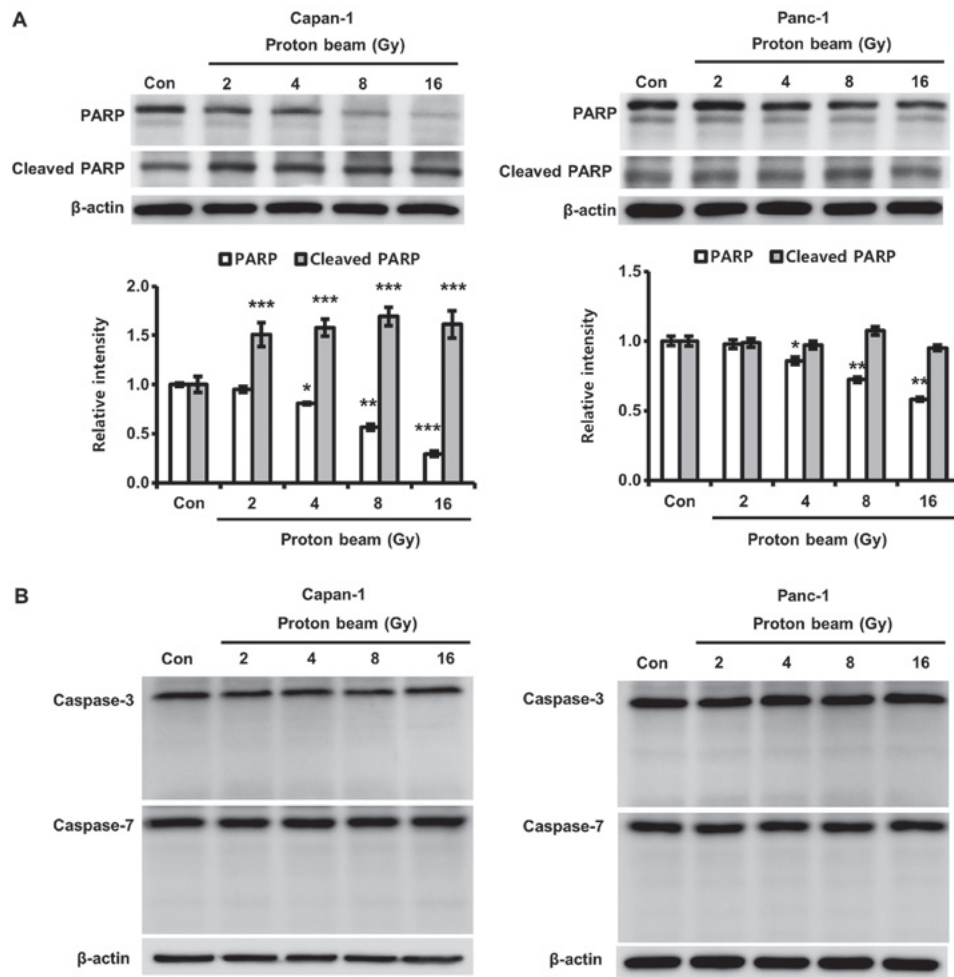 A
Capan-1
Proton beam (Gy)
Con 2 4 8 16
PARP
Cleaved PARP
β-actin
PARP Cleaved PARP
Relative intensity
2.0
1.5
1.0
0.5
0.0
*** *** *** ***
* ** ***
Con 2 4 8 16
Proton beam (Gy)
Panc-1
Proton beam (Gy)
Con 2 4 8 16
PARP
Cleaved PARP
β-actin
PARP Cleaved PARP
Relative intensity
1.5
1.0
0.5
0.0
* ** **
Con 2 4 8 16
Proton beam (Gy)
B
Capan-1
Proton beam (Gy)
Con 2 4 8 16
Caspase-3
Caspase-7
β-actin
Panc-1
Proton beam (Gy)
Con 2 4 8 16
Caspase-3
Caspase-7
β-actin